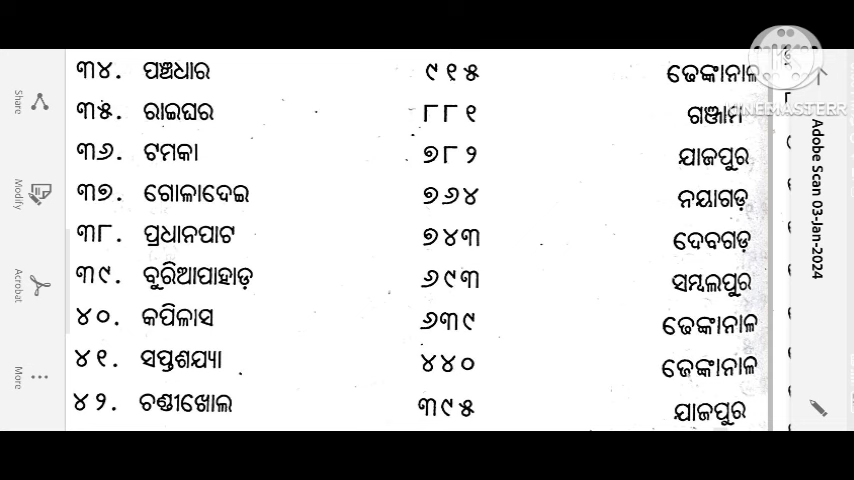 ୩୪. ପଞ୍ଚଧାର ୯୧୫ ଢେଙ୍କାନାଳ
୩୫. ରାଇଘର ୮୮୧ ଗଞ୍ଜାମ
୩୬. ଟମକା ୭୮୨ ଯାଜପୁର
୩୭. ଗୋଳାଦେଇ ୭୬୪ ନୟାଗଡ଼
୩୮. ପ୍ରଧାନପାଟ ୭୪୩ ଦେବଗଡ଼
୩୯. ବୁରିଆପାହାଡ଼ ୬୯୩ ସମ୍ବଲପୁର
୪୦. କପିଳାସ ୬୩୯ ଢେଙ୍କାନାଳ
୪୧. ସପ୍ତଶଯ୍ୟା ୪୪୦ ଢେଙ୍କାନାଳ
୪୨. ଚଣ୍ଡୀଖୋଲ ୩୯୫ ଯାଜପୁର
Share
Modify
Acrobat
More
Adobe Scan 03-Jan-2024
CINEMASTERR